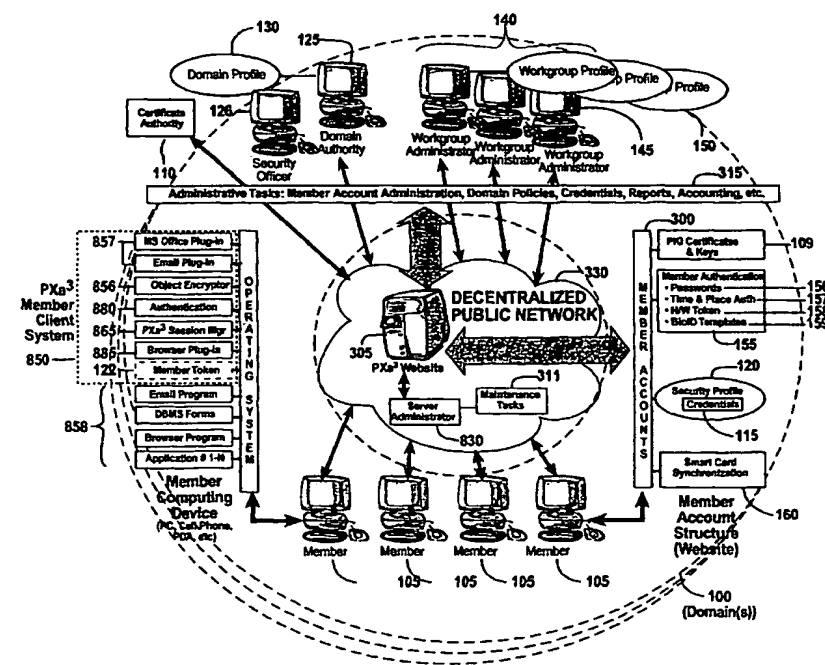 130
125
140
Domain Profile
Workgroup Profile
Profile
Profile
126
Certificate
Authority
110
Security
Officer
Domain
Authority
Workgroup
Administrator
Workgroup
Administrator
Workgroup
Administrator
145
150
315
Administrative Tasks: Member Account Administration, Domain Policies, Credentials, Reports, Accounting, etc.
857
856
880
865
885
122
PXa³
Member
Client
System
850
858
MS Office Plug-in
Email Plug-in
Object Encryptor
Authentication
PXa³ Session Mgr
Browser Plug-ins
Member Token
Email Program
DBMS Forms
Browser Program
Application # 1-N
OPERATING SYSTEM
Member
Computing
Device
(PC, Cell Phone,
PDA, etc)
330
DECENTRALIZED
PUBLIC NETWORK
305
PXa³ Website
311
Server
Administrator
Maintenance
Tasks
830
300
MEMBER ACCOUNTS
PKI Certificates
& Keys
109
Member Authentication
• Passwords
• Time & Place Auth
• H/W Token
• BioID Templates
155
120
Security Profile
Credentials
115
Smart Card
Synchronization
160
Member
Account
Structure
(Website)
Member
Member
Member
Member
105
105
105
105
100
(Domain(s))